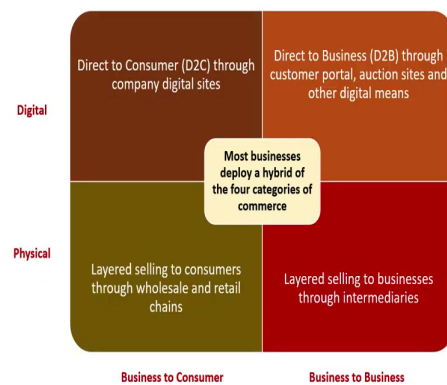 Direct to Consumer (D2C) through
company digital sites
Direct to Business (D2B) through
customer portal, auction sites and
other digital means
Digital
Most businesses
deploy a hybrid of
the four categories of
commerce
Physical
Layered selling to consumers
through wholesale and retail
chains
Layered selling to businesses
through intermediaries
Business to Consumer
Business to Business